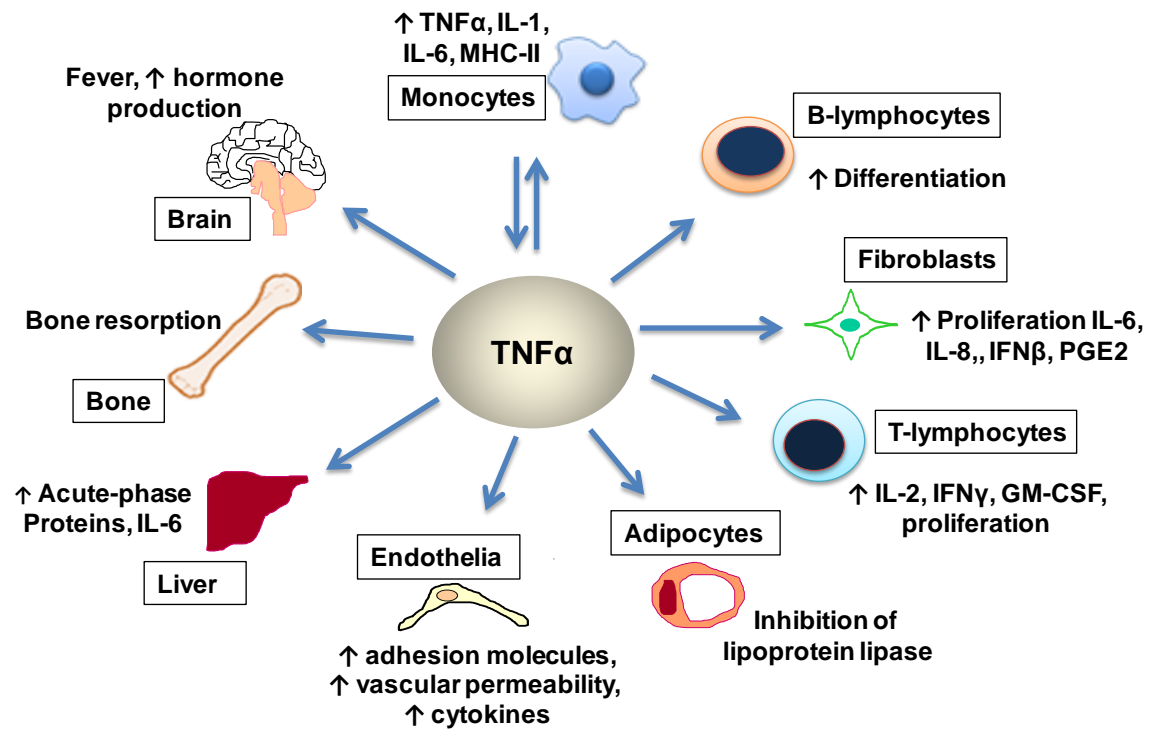 ↑ TNFα, IL-1,
IL-6, MHC-II
Monocytes
Fever, ↑ hormone
production
Brain
B-lymphocytes
↑ Differentiation
Fibroblasts
↑ Proliferation IL-6,
IL-8,, IFNβ, PGE2
Bone resorption
Bone
TNFα
T-lymphocytes
↑ IL-2, IFNγ, GM-CSF,
proliferation
↑ Acute-phase
Proteins, IL-6
Liver
Endothelia
↑ adhesion molecules,
↑ vascular permeability,
↑ cytokines
Adipocytes
Inhibition of
lipoprotein lipase